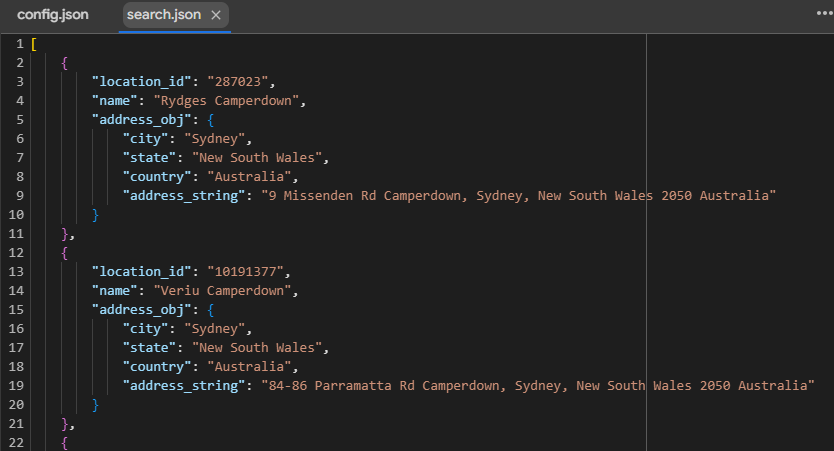 config.json search.json ×
1 [
2 {
3 "location_id": "287023",
4 "name": "Rydges Camperdown",
5 "address_obj": {
6 "city": "Sydney",
7 "state": "New South Wales",
8 "country": "Australia",
9 "address_string": "9 Missenden Rd Camperdown, Sydney, New South Wales 2050 Australia"
10 }
11 },
12 {
13 "location_id": "10191377",
14 "name": "Veriu Camperdown",
15 "address_obj": {
16 "city": "Sydney",
17 "state": "New South Wales",
18 "country": "Australia",
19 "address_string": "84-86 Parramatta Rd Camperdown, Sydney, New South Wales 2050 Australia"
20 }
21 },
22 {